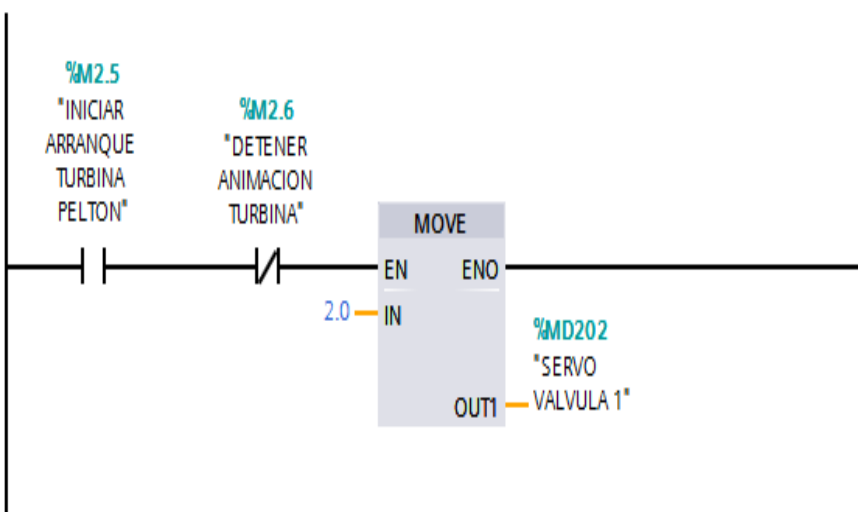 %M2.5
"INICIAR
ARRANQUE
TURBINA
PELTON"
%M2.6
"DETENER
ANIMACION
TURBINA"
MOVE
EN ENO
2.0 IN
%MD202
"SERVO
VALVULA 1"
OUT1